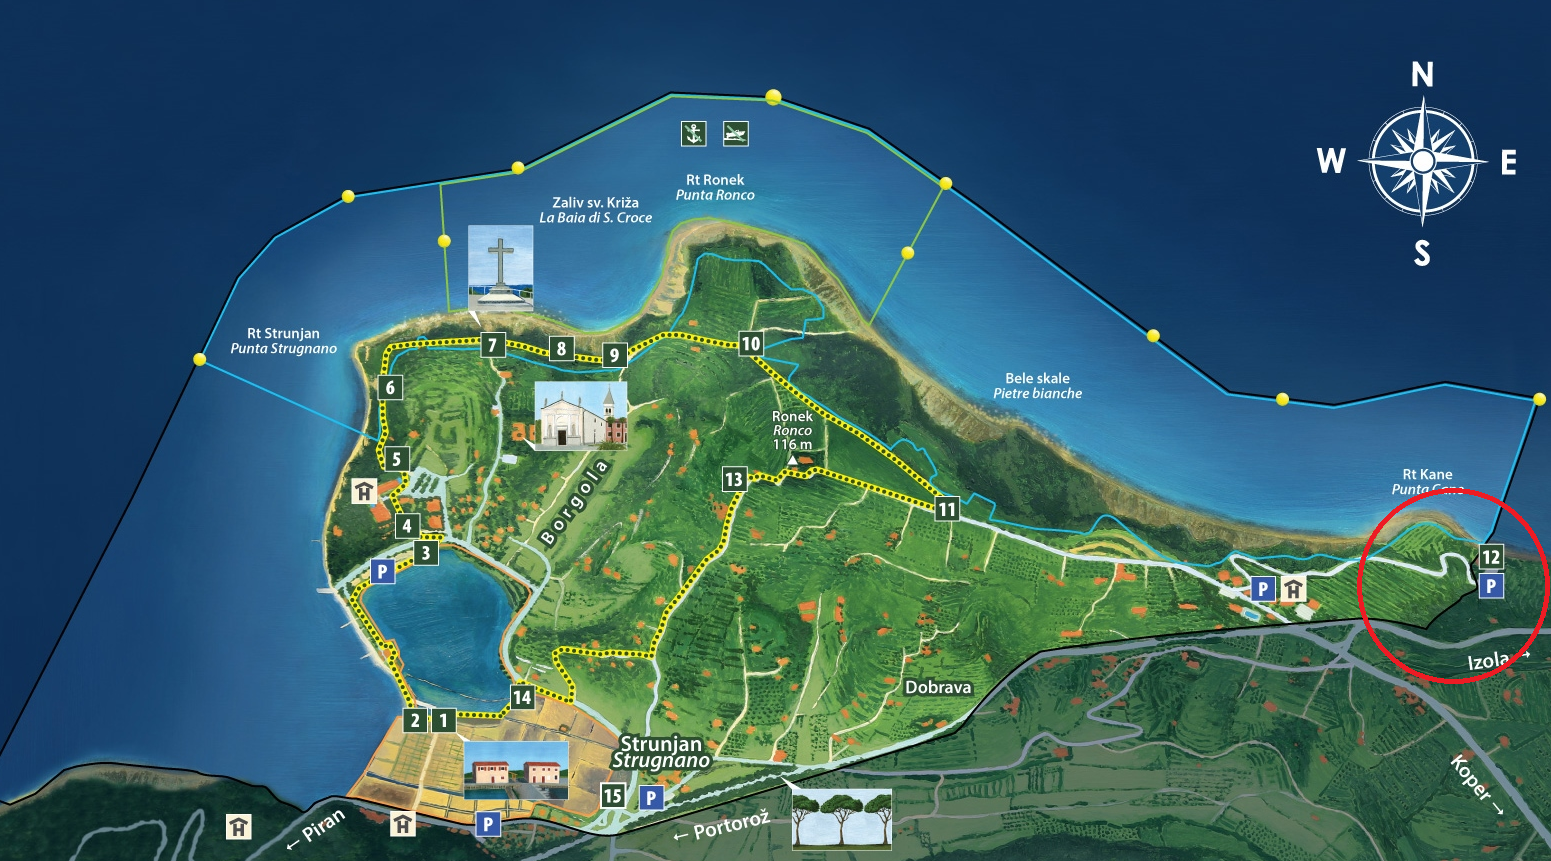 N
W
E
S
Rt Ronek
Punta Ronco
Zaliv sv. Križa
La Baia di S. Croce
Rt Strunjan
Punta Strugnano
7
8
9
10
6
Bele skale
Pietre bianche
Ronek
Ronco
116 m
5
13
Rt Kane
Punta Cane
Borgola
11
4
3
P
12
P
P
Izola →
Dobrava
14
2
1
Strunjan
Strugnano
Koper →
15
P
← Piran
P
← Portorož